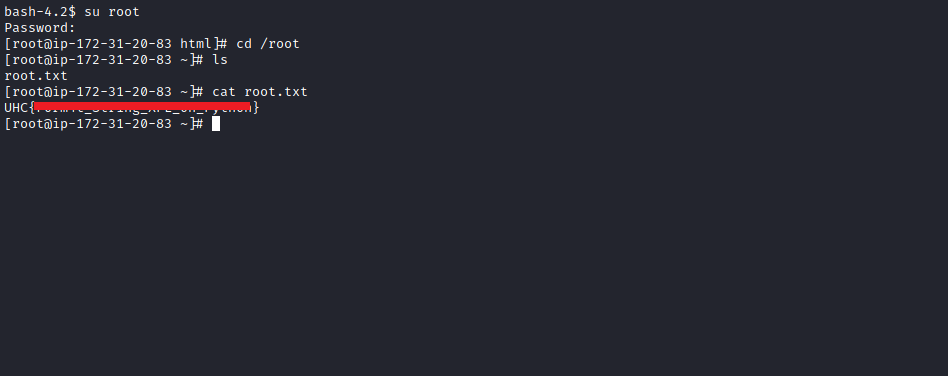 bash-4.2$ su root
Password:
[root@ip-172-31-20-83 html]# cd /root
[root@ip-172-31-20-83 ~]# ls
root.txt
[root@ip-172-31-20-83 ~]# cat root.txt
UHC{ }
[root@ip-172-31-20-83 ~]#